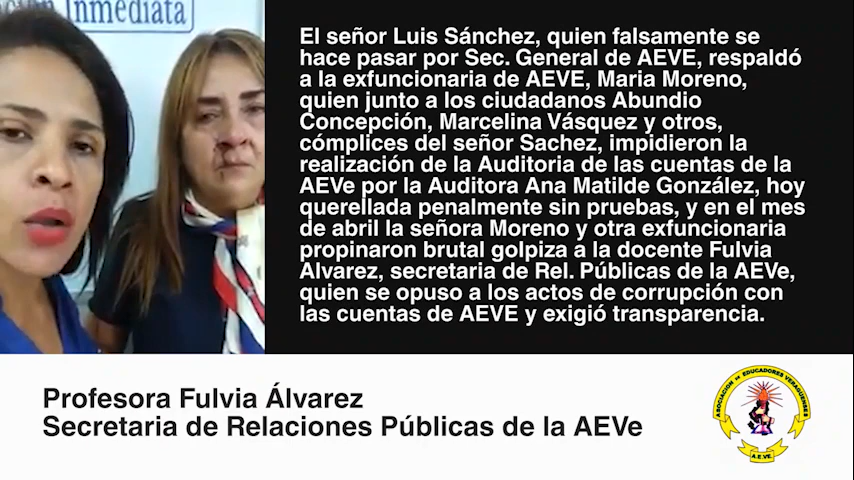 ción Inmediata
El señor Luis Sánchez, quien falsamente se
hace pasar por Sec. General de AEVE, respaldó
a la exfuncionaria de AEVE, Maria Moreno,
quien junto a los ciudadanos Abundio
Concepción, Marcelina Vásquez y otros,
cómplices del señor Sachez, impidieron la
realización de la Auditoria de las cuentas de la
AEVe por la Auditora Ana Matilde González, hoy
querellada penalmente sin pruebas, y en el mes
de abril la señora Moreno y otra exfuncionaria
propinaron brutal golpiza a la docente Fulvia
Alvarez, secretaria de Rel. Públicas de la AEVe,
quien se opuso a los actos de corrupción con
las cuentas de AEVE y exigió transparencia.
Profesora Fulvia Álvarez
Secretaria de Relaciones Públicas de la AEVe
ASOCIACION DE EDUCADORES VERAGÜENSES
A.E.VE.